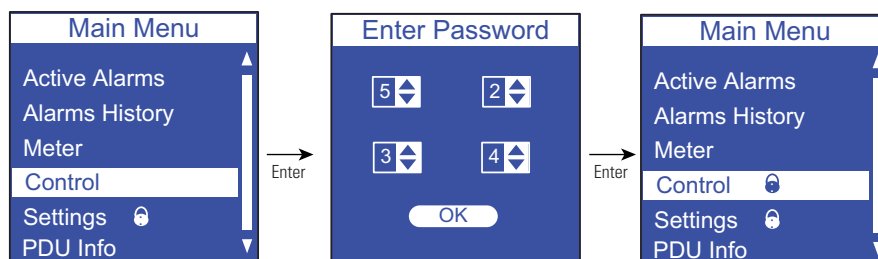 Main Menu
Active Alarms
Alarms History
Meter
Control
Settings
PDU Info
Enter
Enter Password
5 2
3 4
OK
Enter
Main Menu
Active Alarms
Alarms History
Meter
Control
Settings
PDU Info